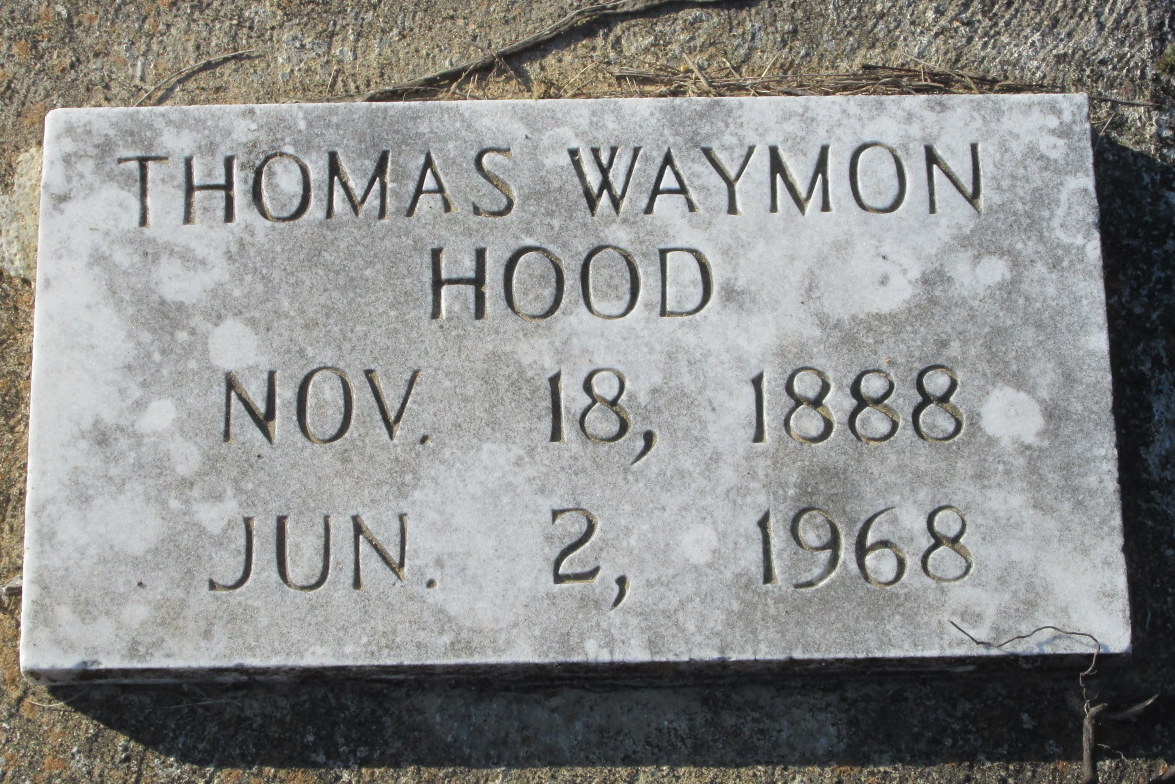 THOMAS WAYMON
HOOD
NOV. 18, 1888
JUN. 2, 1968